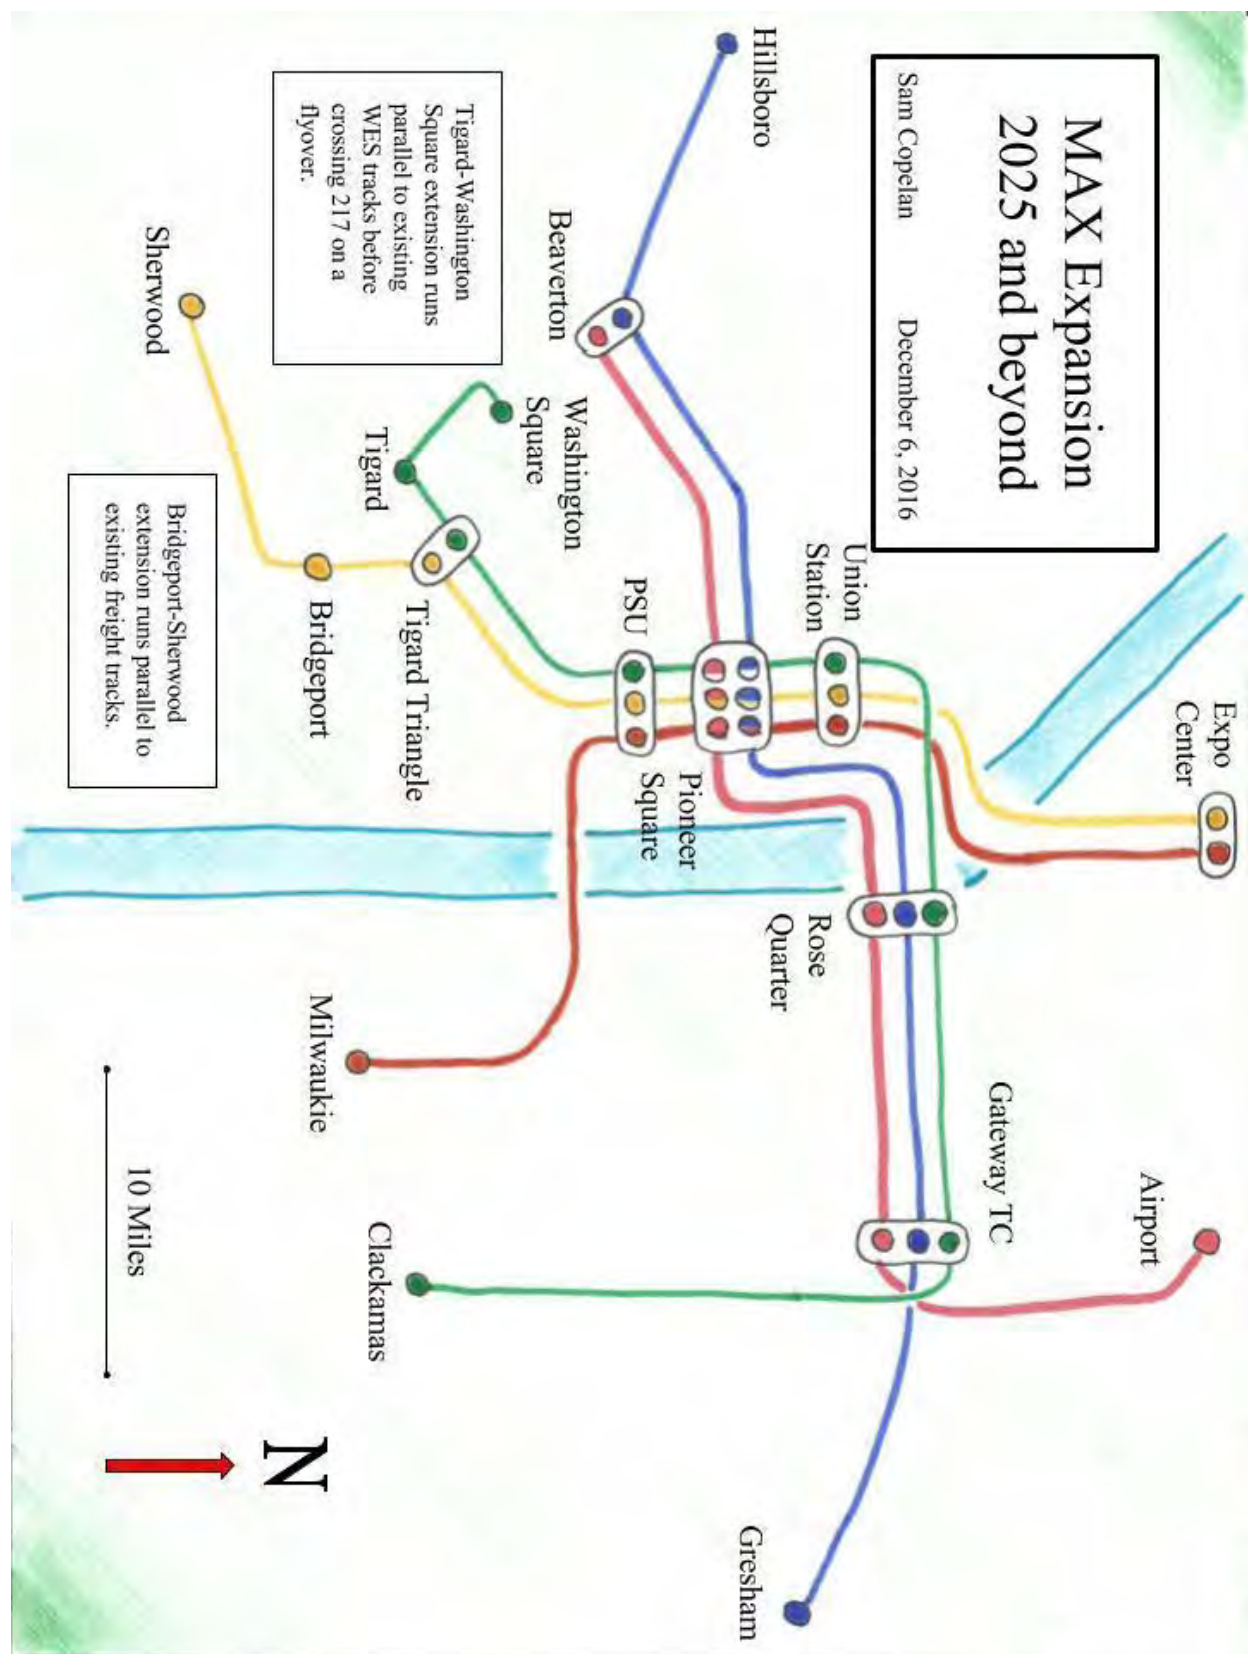 MAX Expansion
2025 and beyond
Sam Copelan
December 6, 2016
Expo
Center
Airport
Union
Station
Gateway TC
Hillsboro
Rose
Quarter
Gresham
Pioneer
Square
PSU
Beaverton
Washington
Square
Tigard-Washington
Square extension runs
parallel to existing
WES tracks before
crossing 217 on a
flyover.
Tigard Triangle
Tigard
Clackamas
Milwaukie
Bridgeport
N
Sherwood
Bridgeport-Sherwood
extension runs parallel to
existing freight tracks.
10 Miles